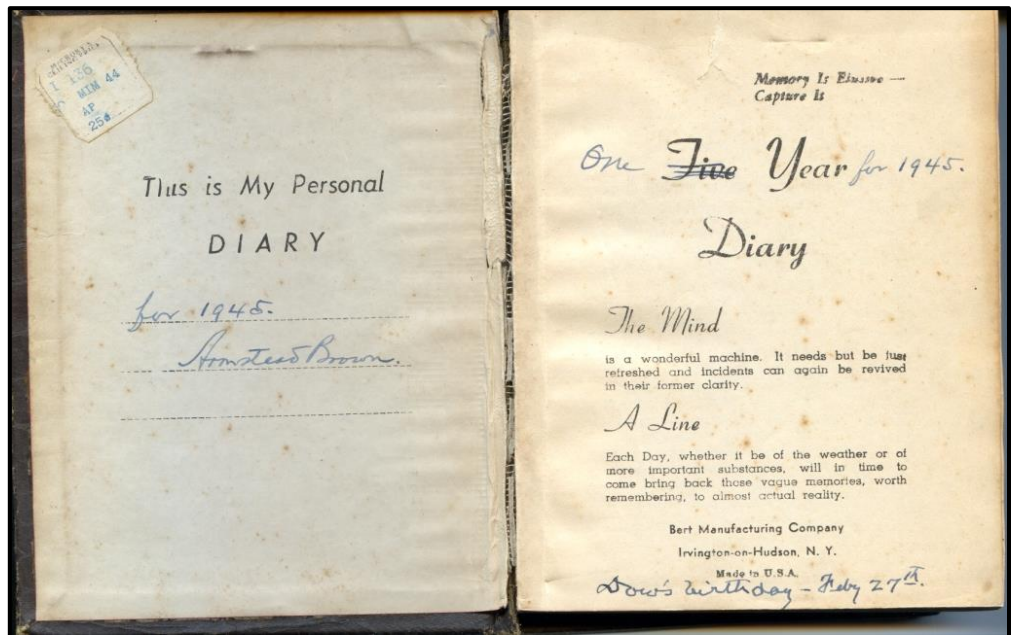 I 136
MIM 44
AP
25¢
This is My Personal
DIARY
for 1945.
Armstead Brown.
Memory Is Elusive —
Capture Is
One Five Year for 1945.
Diary
The Mind
is a wonderful machine. It needs but be just
refreshed and incidents can again be revived
in their former clarity.
A Line
Each Day, whether it be of the weather or of
more important substances, will in time to
come bring back those vague memories, worth
remembering, to almost actual reality.
Bert Manufacturing Company
Irvington-on-Hudson, N. Y.
Made in U.S.A.
Dow's birthday - Feby 27th.